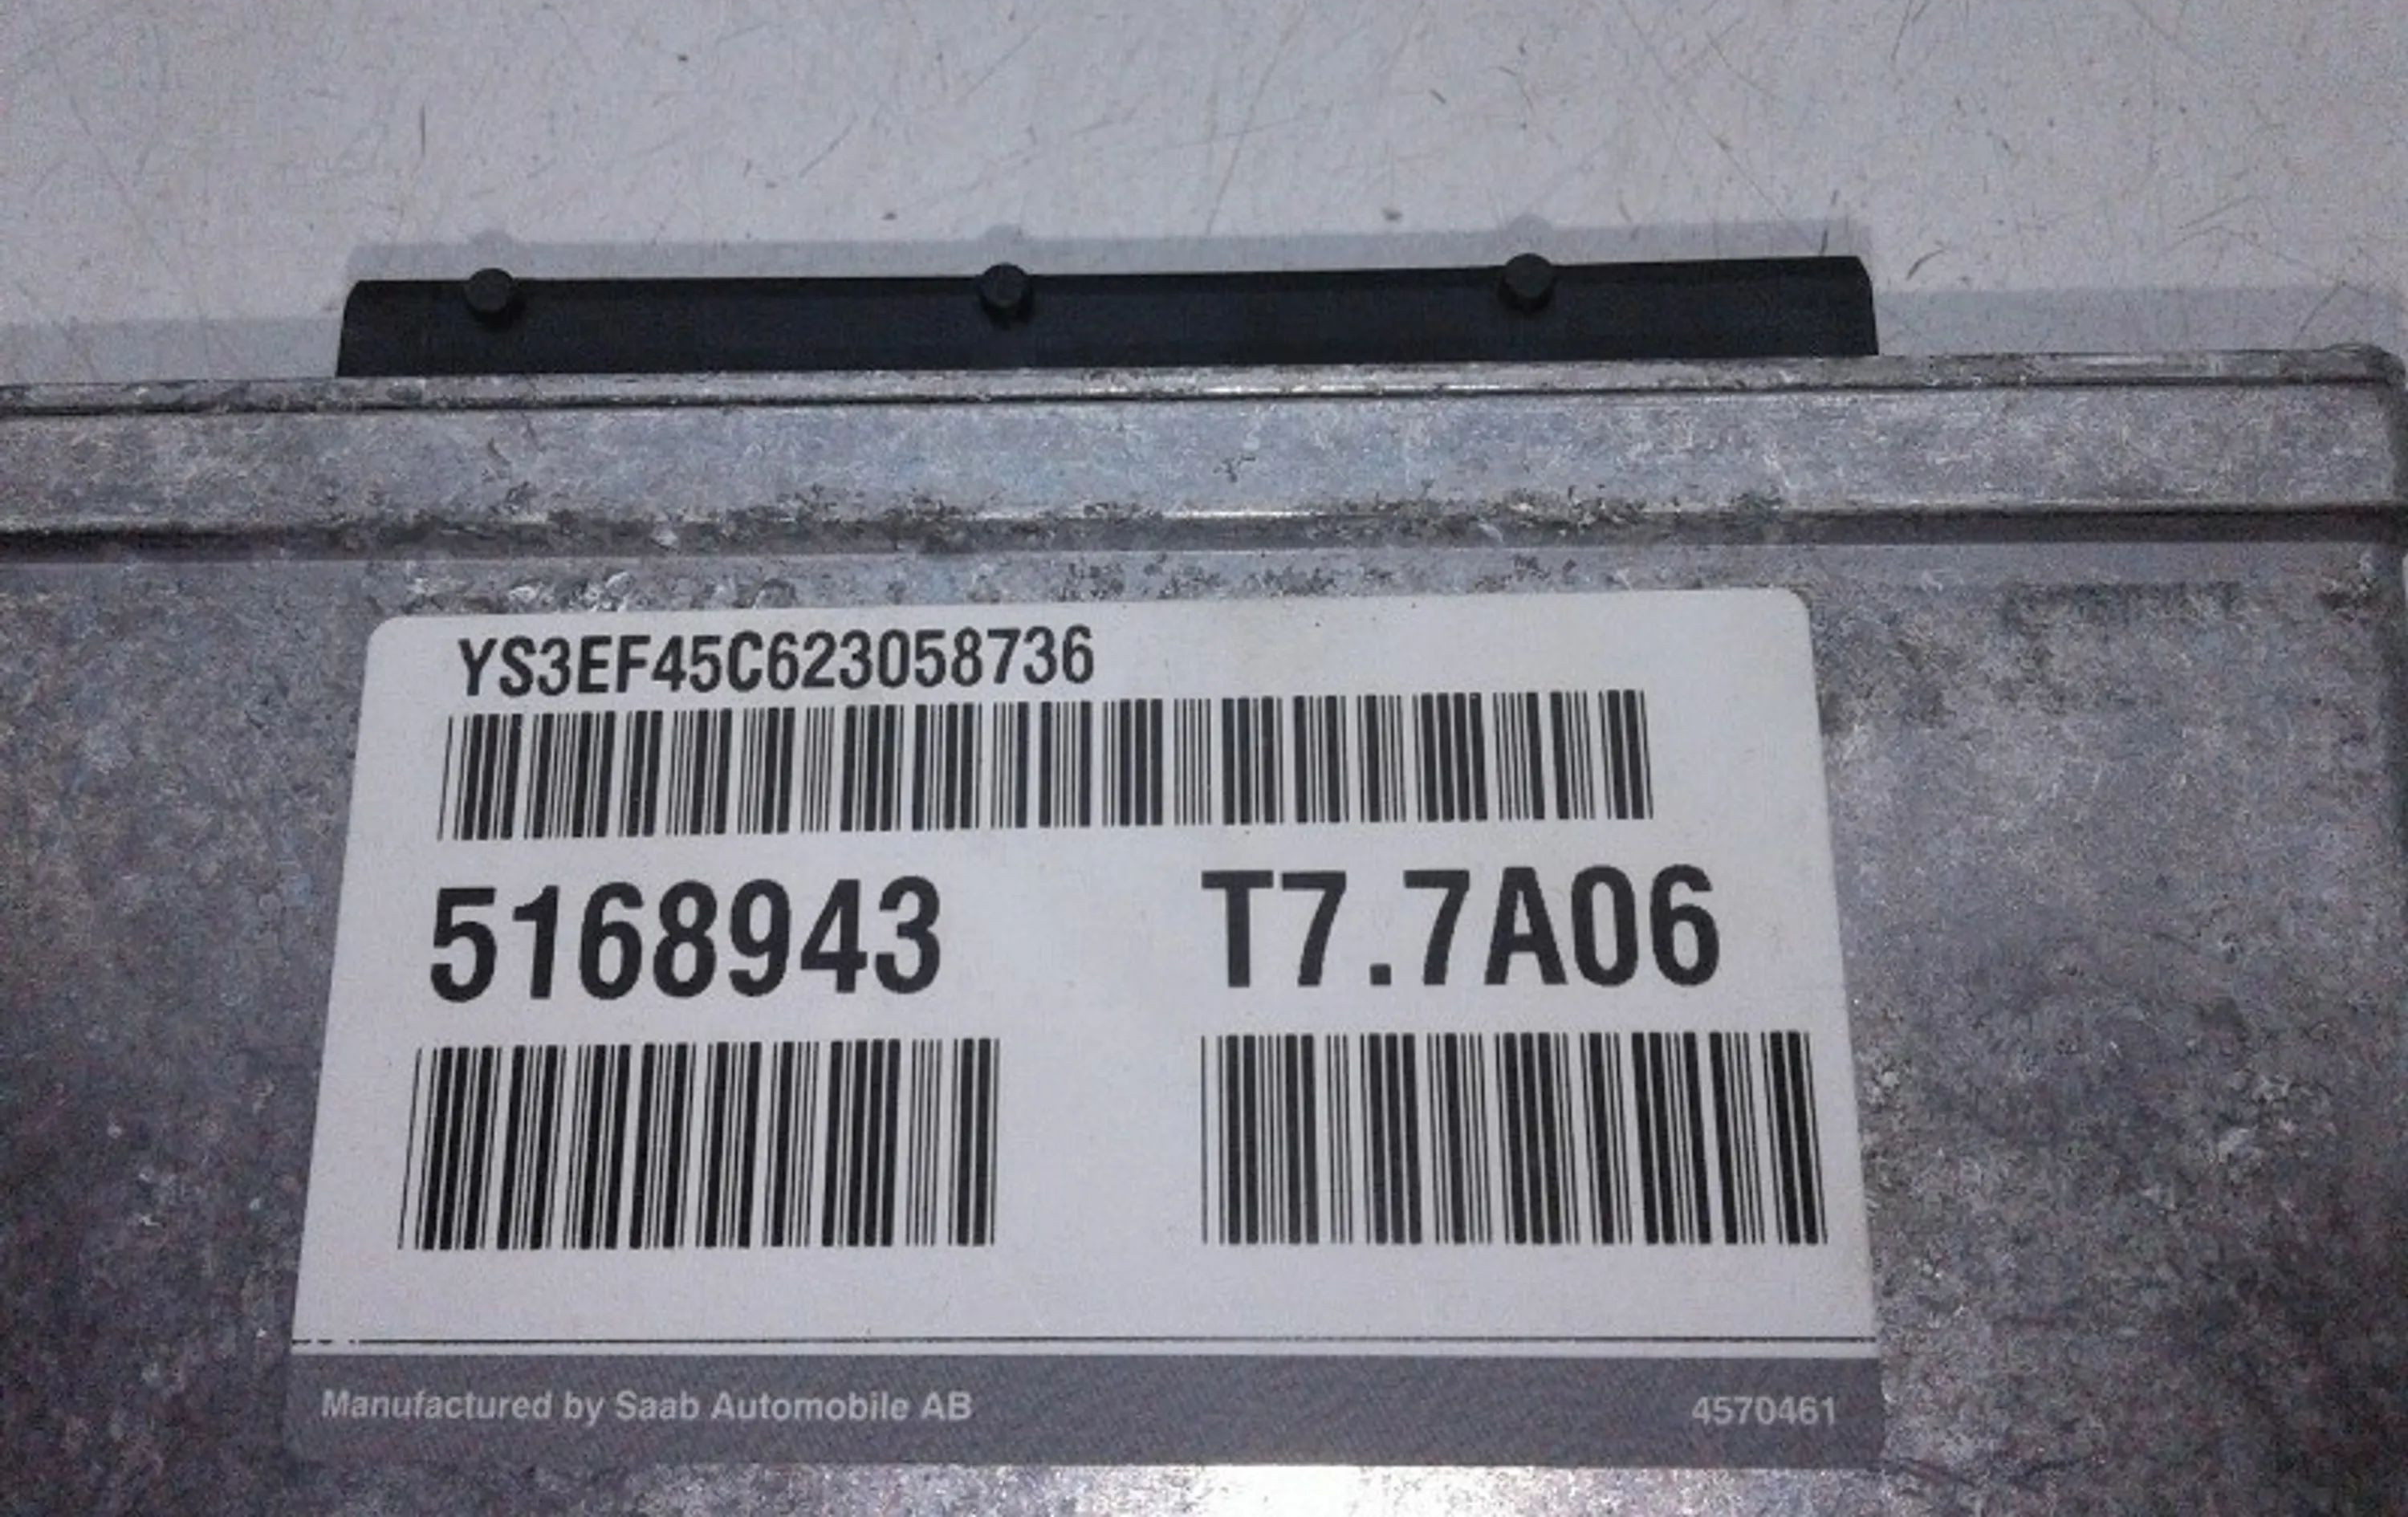 YS3EF45C623058736
5168943 T7.7A06
Manufactured by Saab Automobile AB 4570461